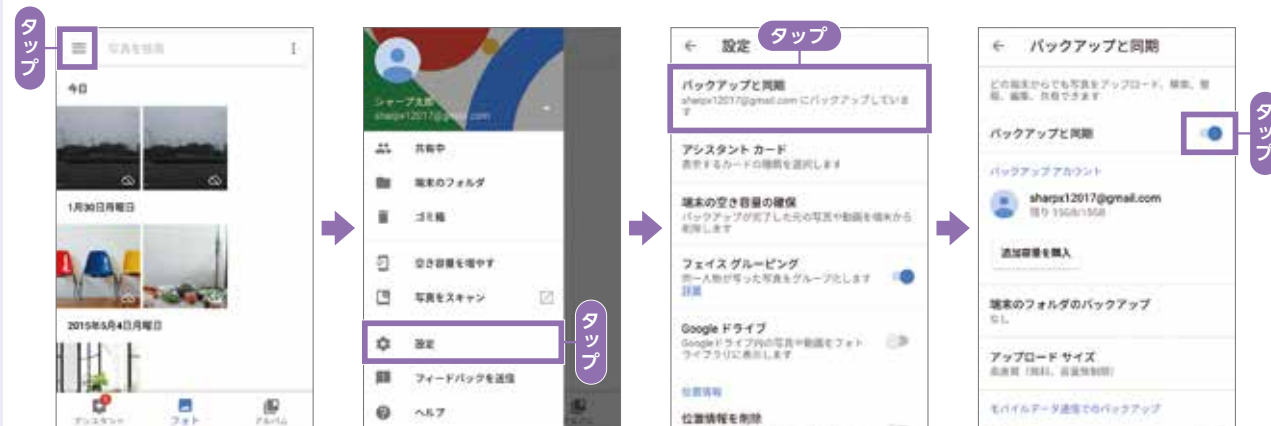 タップ
写真を検索
今日
1月30日月曜日
2015年5月4日月曜日
アシスタント
フォト
アルバム
シャープ太郎
sharpx12017@gmail.com
共有中
端末のフォルダ
ゴミ箱
空き容量を増やす
写真をスキャン
設定
タップ
フィードバックを送信
ヘルプ
設定
タップ
バックアップと同期
sharpx12017@gmail.com にバックアップしていま
す
アシスタント カード
表示するカードの種類を選択します
端末の空き容量の確保
バックアップが完了した元の写真や動画を端末から
削除します
フェイス グルーピング
同一人物が写った写真をグループ化します
詳細
Google ドライブ
Googleドライブ内の写真や動画をフォト
ライブラリに表示します
位置情報
位置情報を削除
バックアップと同期
どの端末からでも写真をアップロード、検索、整
理、編集、共有できます
バックアップと同期
タップ
バックアップ アカウント
sharpx12017@gmail.com
残り 15GB/15GB
追加容量を購入
端末のフォルダのバックアップ
なし
アップロード サイズ
高画質（無料、容量無制限）
モバイルデータ通信でのバックアップ